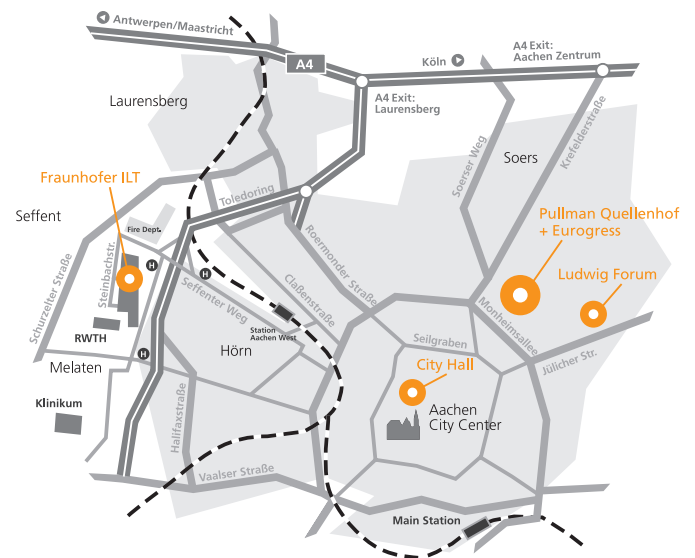 Antwerpen/Maastricht
A4
Köln
A4 Exit:
Aachen Zentrum
A4 Exit:
Laurensberg
Laurensberg
Soerser Weg
Soers
Krefelderstraße
Fraunhofer ILT
Toledoring
Seffent
Fire Dept.
Pullman Quellenhof
+ Eurogress
Roermonder Straße
Ludwig Forum
Schurzelter Straße
Steinbachstr.
H
H
Seffenter Weg
Claßenstraße
Monheimsallee
Station
Aachen West
Seilgraben
RWTH
H
Hörn
Jülicher Str.
Melaten
City Hall
Klinikum
Halifaxstraße
Aachen
City Center
Vaalser Straße
Main Station